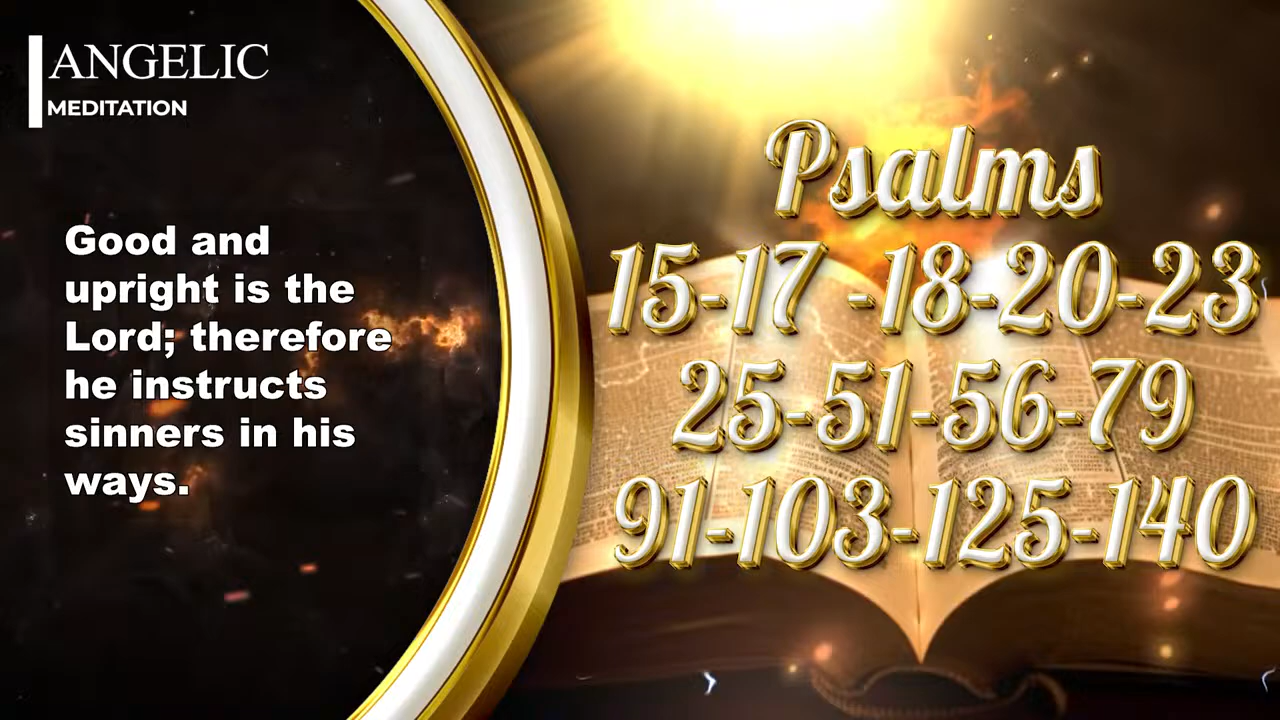 ANGELIC
MEDITATION
Good and
upright is the
Lord; therefore
he instructs
sinners in his
ways.
Psalms
15-17 -18-20-23
25-51-56-79
91-103-125-140